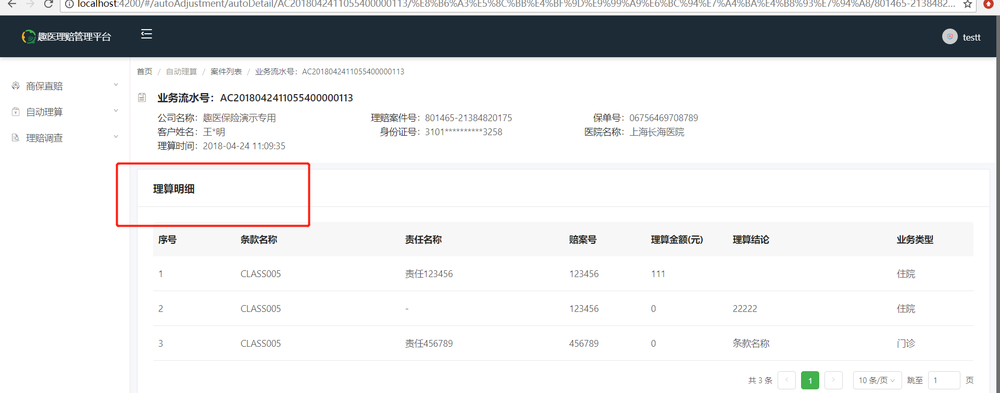 localhost:4200/#/autoAdjustment/autoDetail/AC2018042411055400000113/%E8%B6%A3%E5%8C%BB%E4%BF%9D%E9%99%A9%E6%BC%94%E7%A4%BA%E4%B8%93%E7%94%A8/801465-2138482...
趣医理赔管理平台
testt
首页 / 自动理算 / 案件列表 / 业务流水号：AC2018042411055400000113
商保直赔
自动理算
理赔调查
业务流水号：AC2018042411055400000113
公司名称：趣医保险演示专用 理赔案件号：801465-21384820175 保单号：06756469708789
客户姓名：王*明 身份证号：3101**********3258 医院名称：上海长海医院
理算时间：2018-04-24 11:09:35
理算明细
序号 条款名称 责任名称 赔案号 理算金额(元) 理算结论 业务类型
1 CLASS005 责任123456 123456 111 住院
2 CLASS005 - 123456 0 22222 住院
3 CLASS005 责任456789 456789 0 条款名称 门诊
共 3 条 < 1 > 10 条/页 跳至 1 页